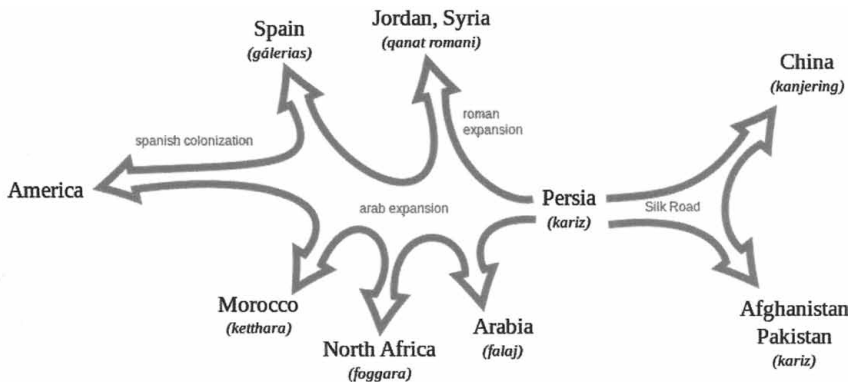 Jordan, Syria
(qanat romani)
Spain
(gálerias)
China
(kanjering)
roman
expansion
spanish colonization
America
Persia
(kariz)
arab expansion
Silk Road
Morocco
(ketthara)
North Africa
(foggara)
Arabia
(falaj)
Afghanistan
Pakistan
(kariz)